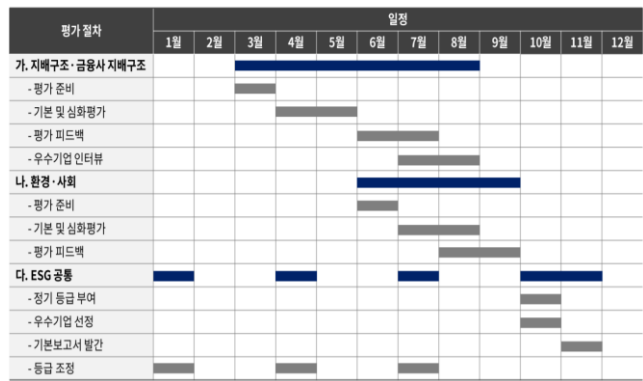 평가 절차
일정
1월 2월 3월 4월 5월 6월 7월 8월 9월 10월 11월 12월
가. 지배구조·금융사 지배구조
- 평가 준비
- 기본 및 심화평가
- 평가 피드백
- 우수기업 인터뷰
나. 환경·사회
- 평가 준비
- 기본 및 심화평가
- 평가 피드백
다. ESG 공통
- 정기 등급 부여
- 우수기업 선정
- 기본보고서 발간
- 등급 조정